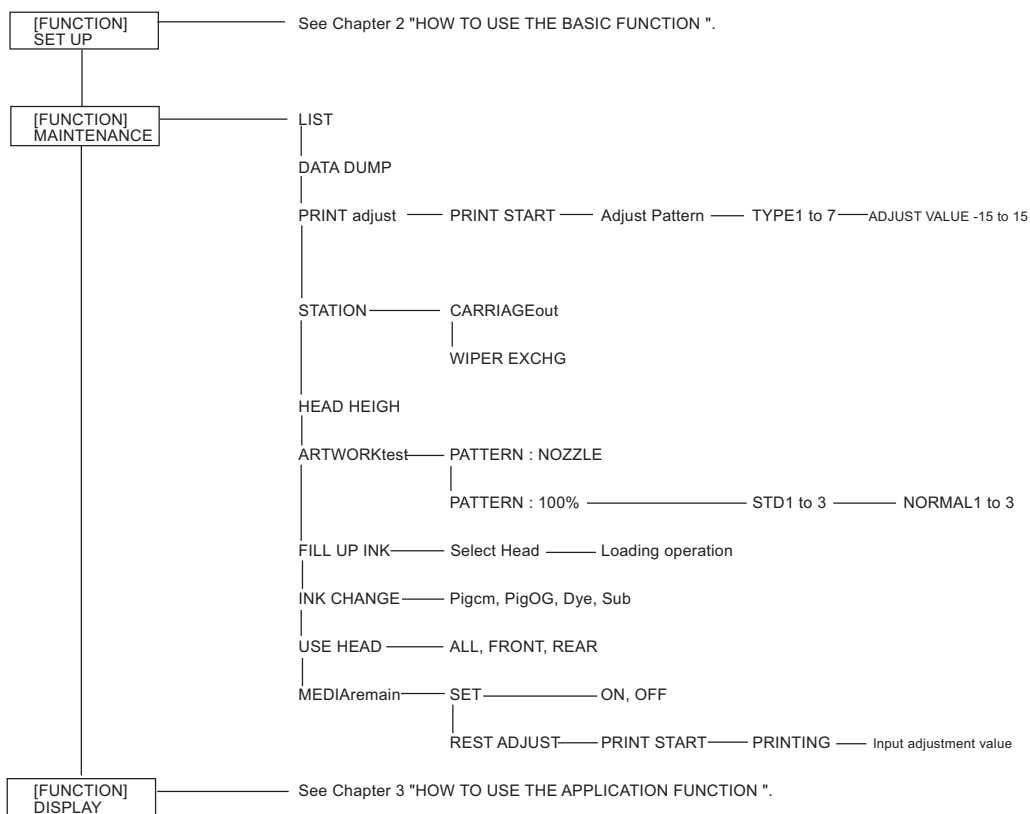 [FUNCTION]
SET UP
See Chapter 2 "HOW TO USE THE BASIC FUNCTION ".
[FUNCTION]
MAINTENANCE
LIST
DATA DUMP
PRINT adjust PRINT START Adjust Pattern TYPE1 to 7 ADJUST VALUE -15 to 15
STATION CARRIAGEout
WIPER EXCHG
HEAD HEIGH
ARTWORKtest PATTERN : NOZZLE
PATTERN : 100% STD1 to 3 NORMAL1 to 3
FILL UP INK Select Head Loading operation
INK CHANGE Pigcm, PigOG, Dye, Sub
USE HEAD ALL, FRONT, REAR
MEDIAremain SET ON, OFF
REST ADJUST PRINT START PRINTING Input adjustment value
[FUNCTION]
DISPLAY
See Chapter 3 "HOW TO USE THE APPLICATION FUNCTION ".